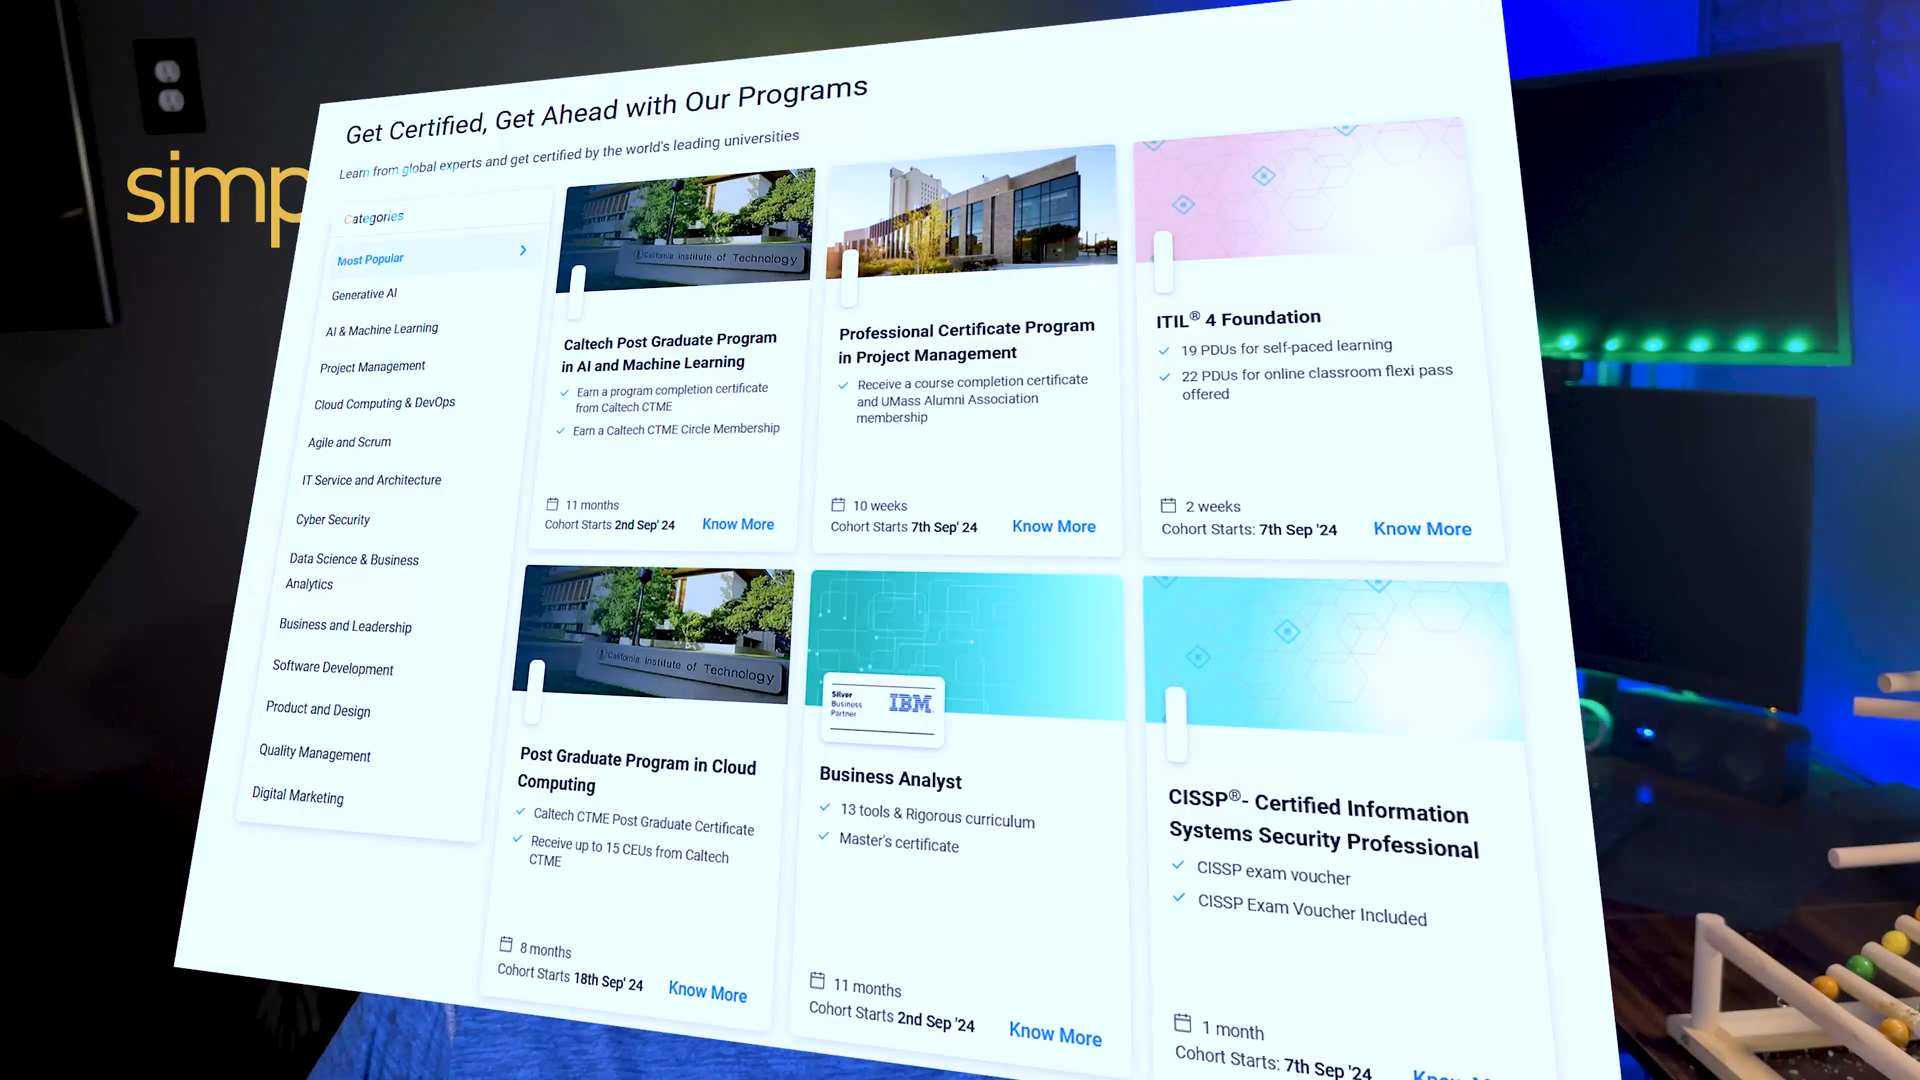 simp
Get Certified, Get Ahead with Our Programs
Learn from global experts and get certified by the world's leading universities
Categories
Most Popular
Generative AI
AI & Machine Learning
Project Management
Cloud Computing & DevOps
Agile and Scrum
IT Service and Architecture
Cyber Security
Data Science & Business
Analytics
Business and Leadership
Software Development
Product and Design
Quality Management
Digital Marketing
California Institute of Technology
Caltech Post Graduate Program
in AI and Machine Learning
Earn a program completion certificate
from Caltech CTME
Earn a Caltech CTME Circle Membership
11 months
Cohort Starts 2nd Sep' 24
Know More
Professional Certificate Program
in Project Management
Receive a course completion certificate
and UMass Alumni Association
membership
10 weeks
Cohort Starts 7th Sep' 24
Know More
ITIL® 4 Foundation
19 PDUs for self-paced learning
22 PDUs for online classroom flexi pass
offered
2 weeks
Cohort Starts: 7th Sep '24
Know More
California Institute of Technology
Post Graduate Program in Cloud
Computing
Caltech CTME Post Graduate Certificate
Receive up to 15 CEUs from Caltech
CTME
8 months
Cohort Starts 18th Sep' 24
Know More
Silver
Business
Partner
IBM
Business Analyst
13 tools & Rigorous curriculum
Master's certificate
11 months
Cohort Starts 2nd Sep '24
Know More
CISSP®- Certified Information
Systems Security Professional
CISSP exam voucher
CISSP Exam Voucher Included
1 month
Cohort Starts: 7th Sep '24